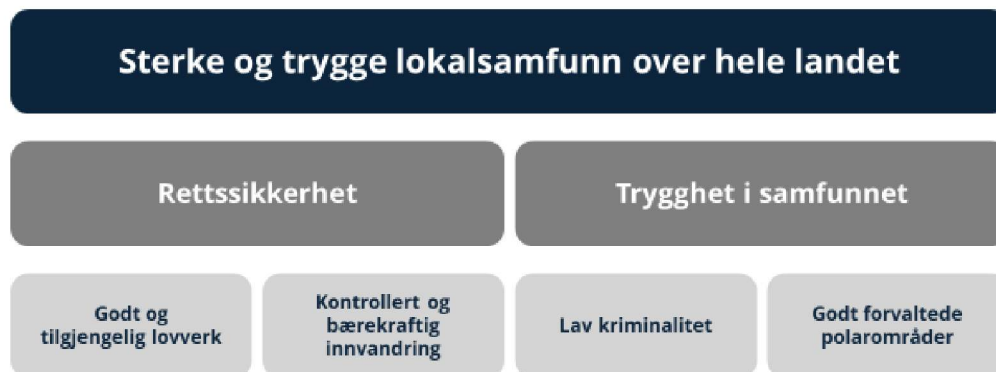 Sterke og trygge lokalsamfunn over hele landet
Rettssikkerhet
Trygghet i samfunnet
Godt og
tilgjengelig lovverk
Kontrollert og
bærekraftig
innvandring
Lav kriminalitet
Godt forvaltede
polarområder